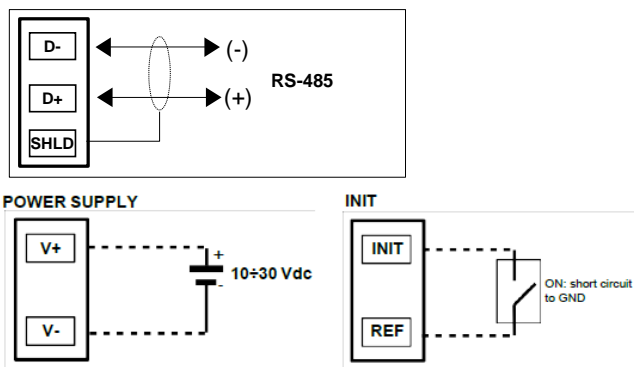 D-
(-)
RS-485
D+
(+)
SHLD
POWER SUPPLY
V+
+
10÷30 Vdc
-
V-
INIT
INIT
ON: short circuit
to GND
REF